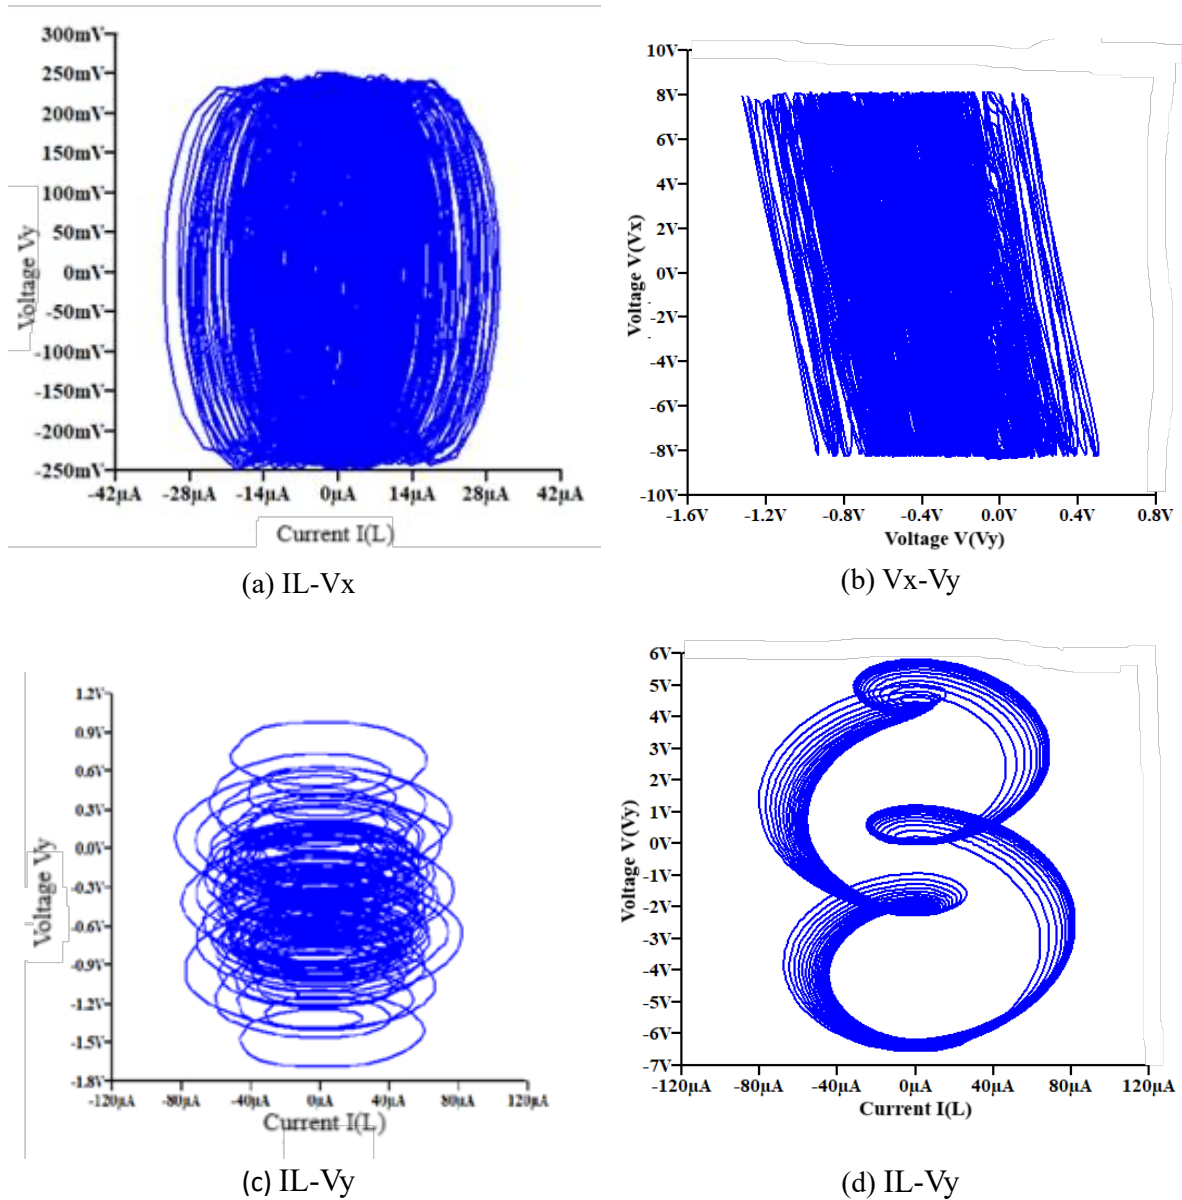 300mV
250mV
200mV
150mV
100mV
50mV
0mV
-50mV
-100mV
-150mV
-200mV
-250mV
Voltage Vy
-42μA -28μA -14μA 0μA 14μA 28μA 42μA
Current I(L)
(a) IL-Vx
10V
8V
6V
4V
2V
0V
-2V
-4V
-6V
-8V
-10V
Voltage V(Vx)
-1.6V -1.2V -0.8V -0.4V 0.0V 0.4V 0.8V
Voltage V(Vy)
(b) Vx-Vy
1.2V
0.9V
0.6V
0.3V
0.0V
-0.3V
-0.6V
-0.9V
-1.2V
-1.5V
-1.8V
Voltage Vy
-120μA -80μA -40μA 0μA 40μA 80μA 120μA
Current I(L)
(c) IL-Vy
6V
5V
4V
3V
2V
1V
0V
-1V
-2V
-3V
-4V
-5V
-6V
-7V
Voltage V(Vy)
-120μA -80μA -40μA 0μA 40μA 80μA 120μA
Current I(L)
(d) IL-Vy